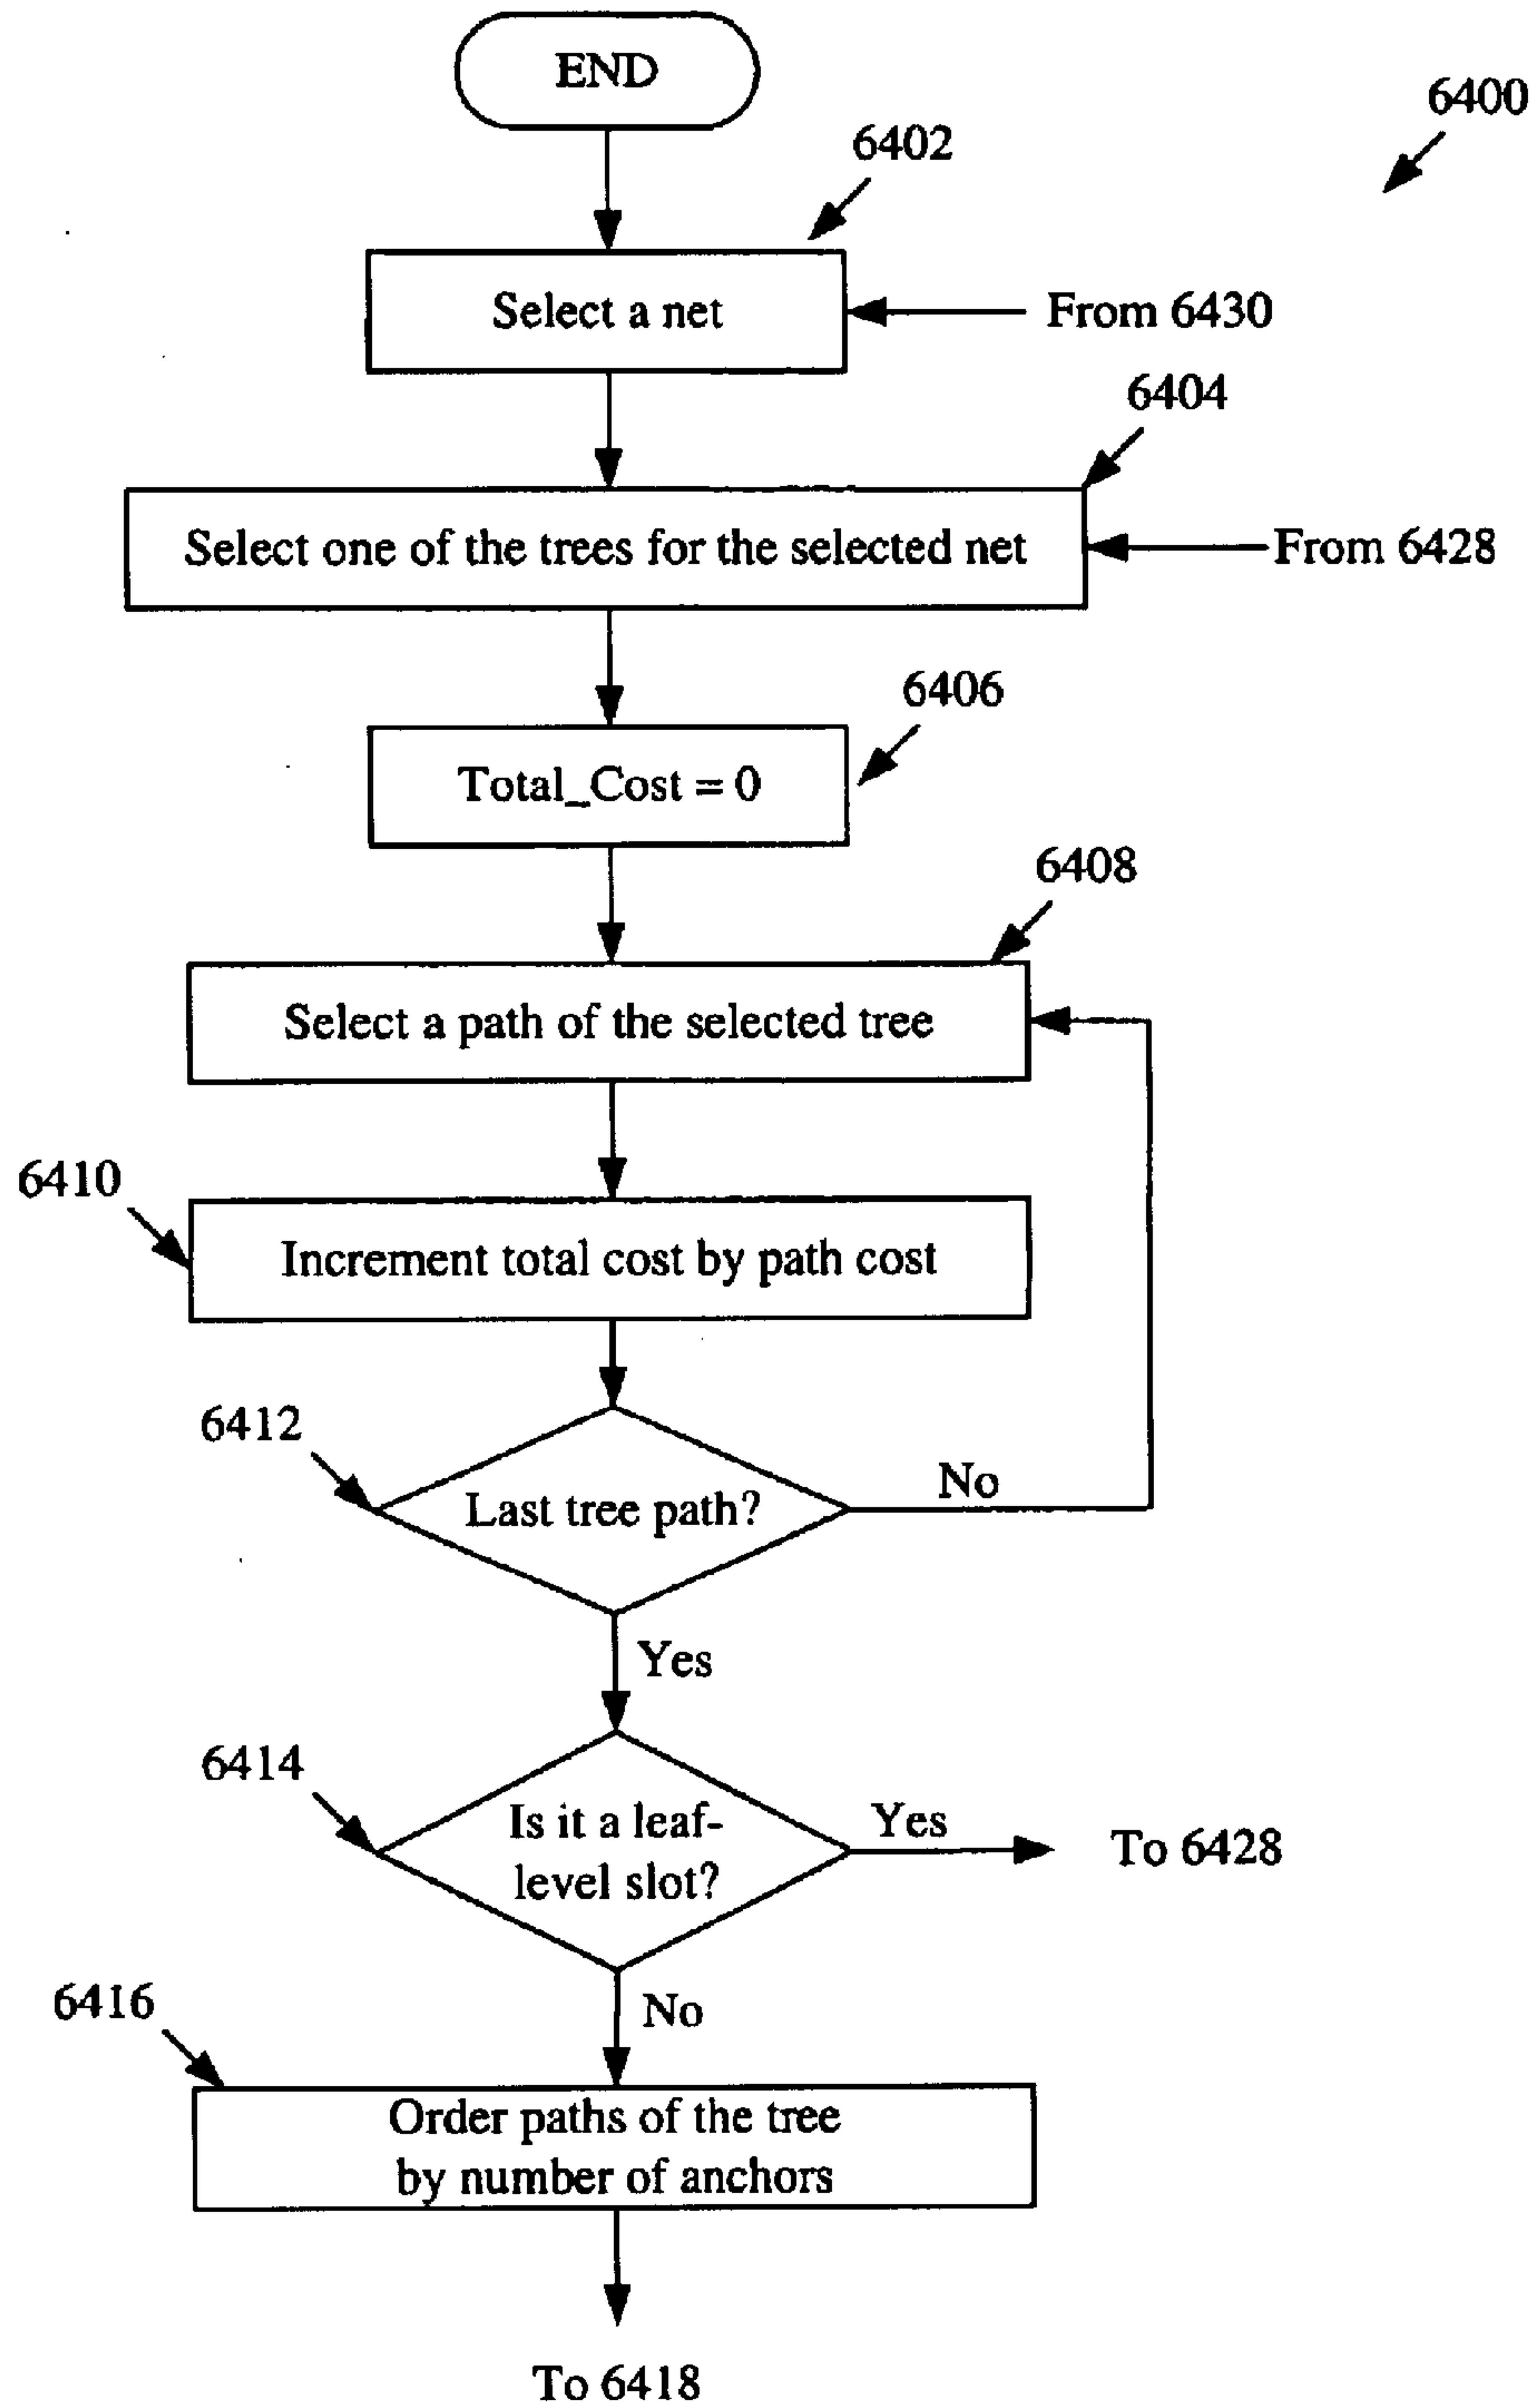 END
6400
6402
Select a net
From 6430
6404
Select one of the trees for the selected net
From 6428
6406
Total_Cost = 0
6408
Select a path of the selected tree
6410
Increment total cost by path cost
6412
Last tree path?
No
Yes
6414
Is it a leaf-
level slot?
Yes
To 6428
No
6416
Order paths of the tree
by number of anchors
To 6418